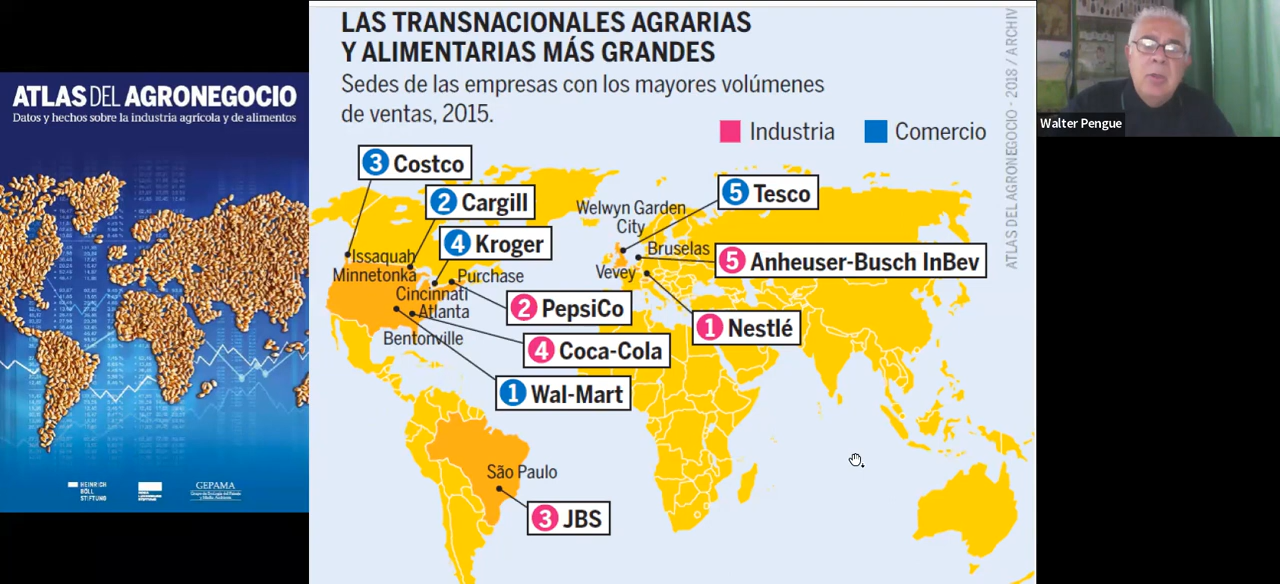 ATLAS DEL AGRONEGOCIO
Datos y hechos sobre la industria agrícola y de alimentos
HEINRICH
BÖLL
STIFTUNG
GEPAMA
LAS TRANSNACIONALES AGRARIAS
Y ALIMENTARIAS MÁS GRANDES
Sedes de las empresas con los mayores volúmenes
de ventas, 2015.
Industria
Comercio
3 Costco
2 Cargill
4 Kroger
Issaquah
Minnetonka
Purchase
Cincinnati
Atlanta
Bentonville
2 PepsiCo
4 Coca-Cola
1 Wal-Mart
5 Tesco
Welwyn Garden
City
Bruselas
5 Anheuser-Busch InBev
Vevey
1 Nestlé
São Paulo
3 JBS
ATLAS DEL AGRONEGOCIO - 2018 / ARCHIV
Walter Pengue